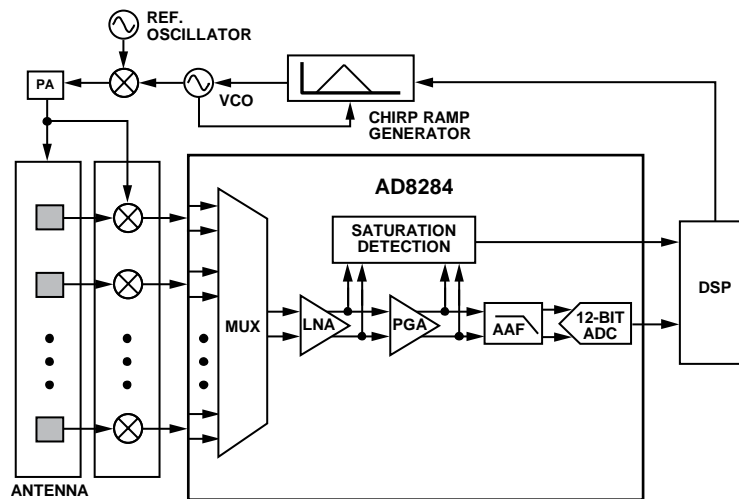 REF.
OSCILLATOR
PA
VCO
CHIRP RAMP
GENERATOR
AD8284
SATURATION
DETECTION
MUX
LNA
PGA
AAF
12-BIT
ADC
DSP
ANTENNA